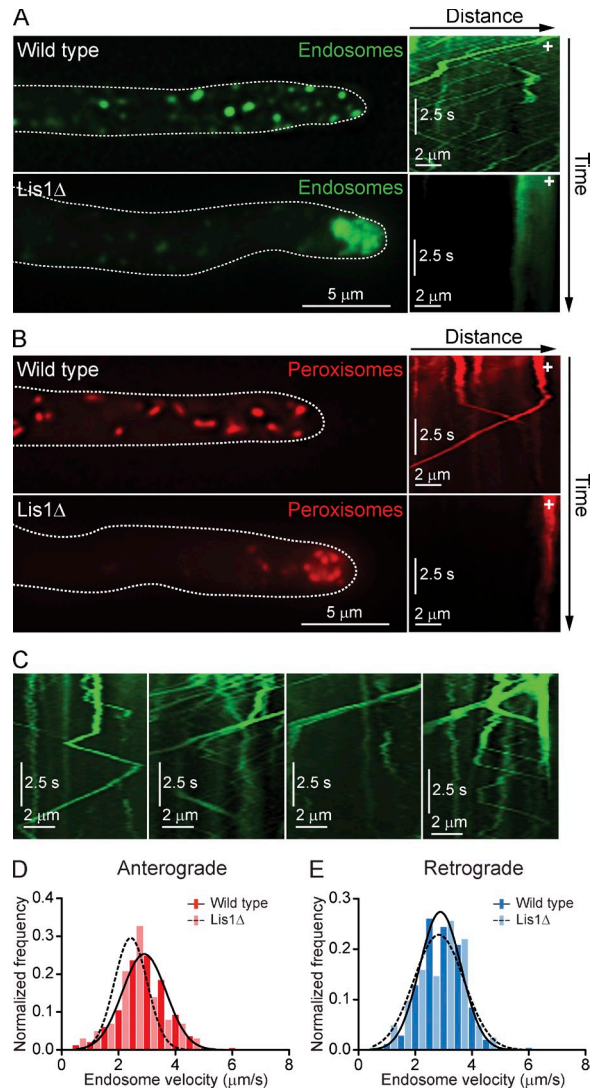 A
Distance
Wild type
Endosomes
+
2.5 s
2 μm
Time
Lis1Δ
Endosomes
+
5 μm
2.5 s
2 μm
B
Distance
Wild type
Peroxisomes
+
2.5 s
2 μm
Time
Lis1Δ
Peroxisomes
+
5 μm
2.5 s
2 μm
C
2.5 s
2 μm
2.5 s
2 μm
2.5 s
2 μm
2.5 s
2 μm
D
Anterograde
Wild type
Lis1Δ
Normalized frequency
0.4
0.3
0.2
0.1
0.0
0 2 4 6 8
Endosome velocity (μm/s)
E
Retrograde
Wild type
Lis1Δ
Normalized frequency
0.3
0.2
0.1
0.0
0 2 4 6 8
Endosome velocity (μm/s)